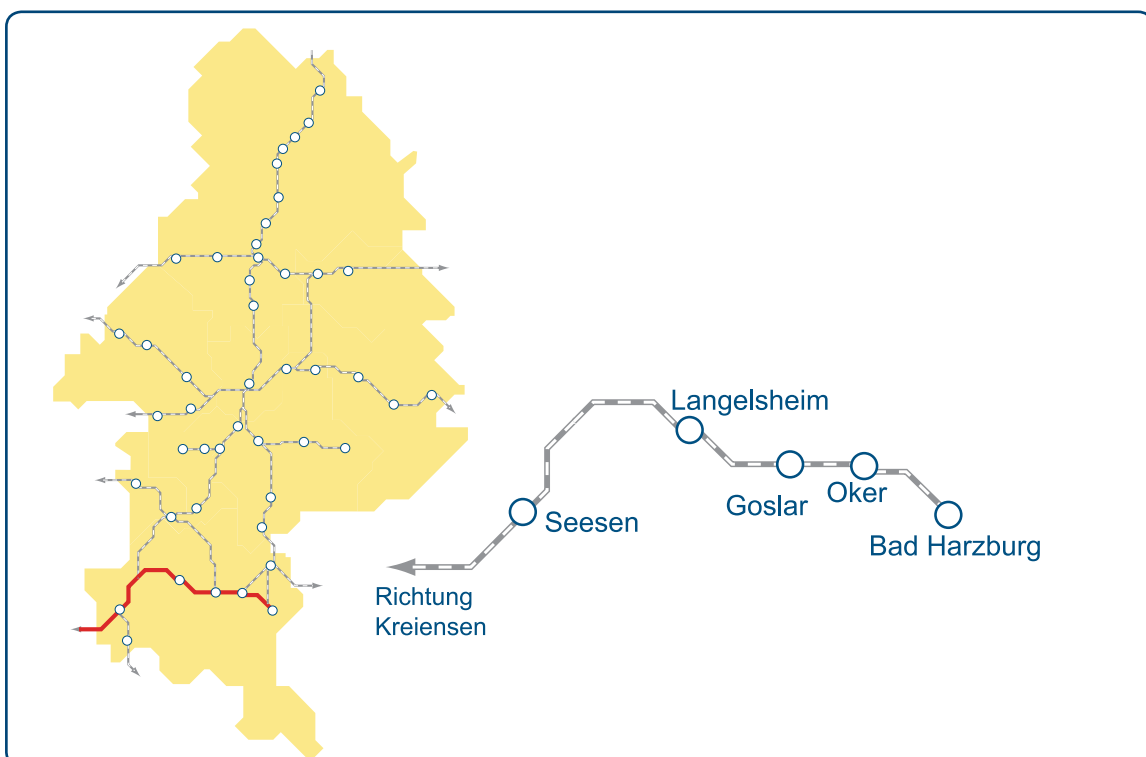 Langelsheim
Goslar
Oker
Seesen
Bad Harzburg
Richtung
Kreiensen